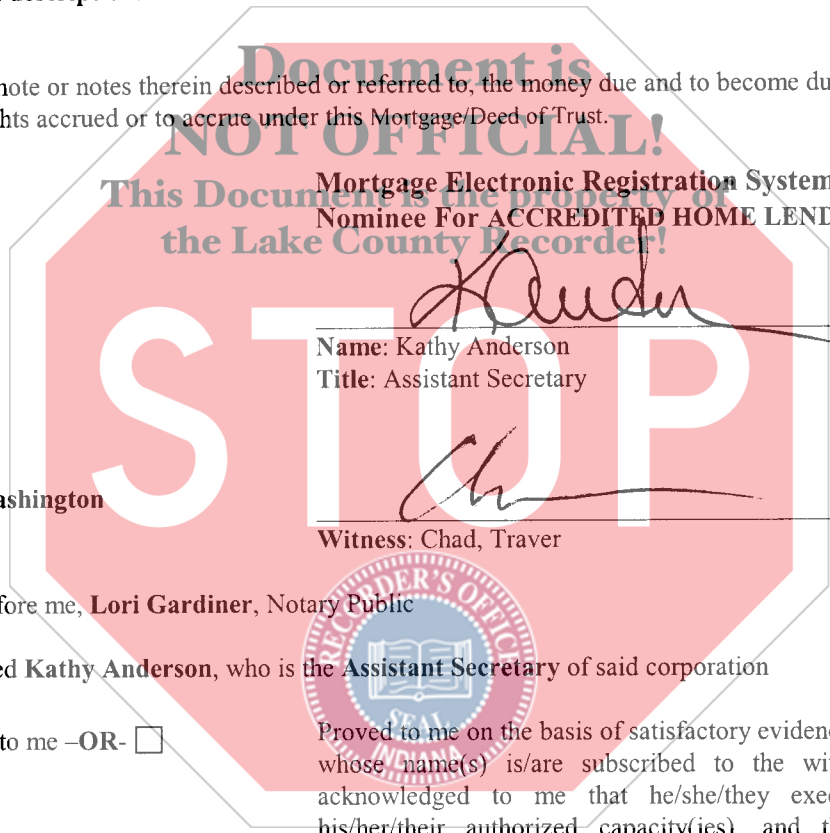 Document is
note or notes therein described or referred to, the money due and to become du
hts accrued or to accrue under this Mortgage/Deed of Trust.
NOT OFFICIAL!
Mortgage Electronic Registration System
This Document is the property of
Nominee For ACCREDITED HOME LEND
the Lake County Recorder!
STOP
Name: Kathy Anderson
Title: Assistant Secretary
ashington
Witness: Chad, Traver
fore me, Lori Gardiner, Notary Public
ed Kathy Anderson, who is the Assistant Secretary of said corporation
RECORDER'S OFFICE
SEAL
INDIANA
to me –OR- 
Proved to me on the basis of satisfactory evidenc
whose name(s) is/are subscribed to the wit
acknowledged to me that he/she/they exec
his/her/their authorized capacity(ies), and t